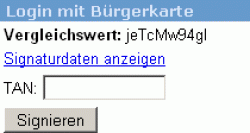 Login mit Bürgerkarte
Vergleichswert: jeTcMw94gl
Signaturdaten anzeigen
TAN:
Signieren